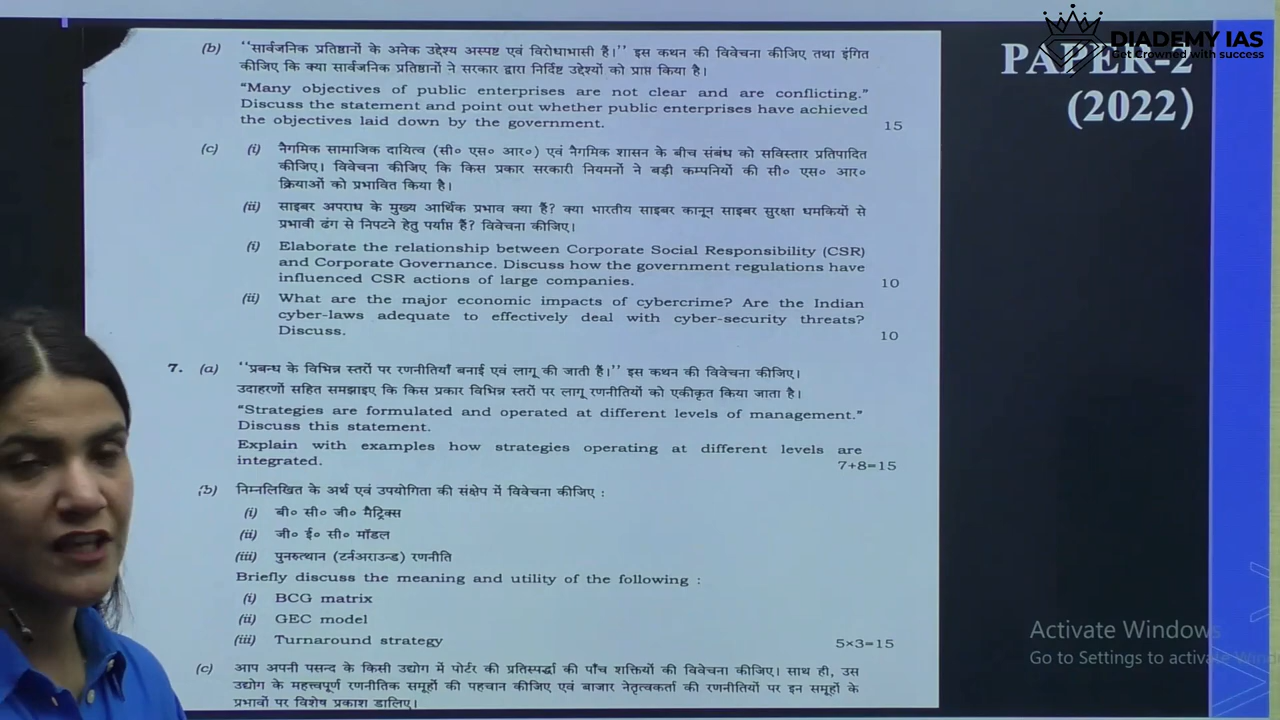 DIADEMY IAS
Get Crowned with success
PAPER-2
(2022)
(b) “सार्वजनिक प्रतिष्ठानों के अनेक उद्देश्य अस्पष्ट एवं विरोधाभासी हैं।” इस कथन की विवेचना कीजिए तथा इंगित
कीजिए कि क्या सार्वजनिक प्रतिष्ठानों ने सरकार द्वारा निर्दिष्ट उद्देश्यों को प्राप्त किया है।
“Many objectives of public enterprises are not clear and are conflicting.”
Discuss the statement and point out whether public enterprises have achieved
the objectives laid down by the government. 15
(c) (i) नैगमिक सामाजिक दायित्व (सी० एस० आर०) एवं नैगमिक शासन के बीच संबंध को सविस्तार प्रतिपादित
कीजिए। विवेचना कीजिए कि किस प्रकार सरकारी नियमनों ने बड़ी कम्पनियों की सी० एस० आर०
क्रियाओं को प्रभावित किया है।
(ii) साइबर अपराध के मुख्य आर्थिक प्रभाव क्या हैं? क्या भारतीय साइबर कानून साइबर सुरक्षा धमकियों से
प्रभावी ढंग से निपटने हेतु पर्याप्त हैं? विवेचना कीजिए।
(i) Elaborate the relationship between Corporate Social Responsibility (CSR)
and Corporate Governance. Discuss how the government regulations have
influenced CSR actions of large companies. 10
(ii) What are the major economic impacts of cybercrime? Are the Indian
cyber-laws adequate to effectively deal with cyber-security threats?
Discuss. 10
7. (a) “प्रबन्ध के विभिन्न स्तरों पर रणनीतियाँ बनाई एवं लागू की जाती हैं।” इस कथन की विवेचना कीजिए।
उदाहरणों सहित समझाइए कि किस प्रकार विभिन्न स्तरों पर लागू रणनीतियों को एकीकृत किया जाता है।
“Strategies are formulated and operated at different levels of management.”
Discuss this statement.
Explain with examples how strategies operating at different levels are
integrated. 7+8=15
(b) निम्नलिखित के अर्थ एवं उपयोगिता की संक्षेप में विवेचना कीजिए :
(i) बी० सी० जी० मैट्रिक्स
(ii) जी० ई० सी० मॉडल
(iii) पुनरुत्थान (टर्नअराउन्ड) रणनीति
Briefly discuss the meaning and utility of the following :
(i) BCG matrix
(ii) GEC model
(iii) Turnaround strategy 5×3=15
(c) आप अपनी पसन्द के किसी उद्योग में पोर्टर की प्रतिस्पर्द्धा की पाँच शक्तियों की विवेचना कीजिए। साथ ही, उस
उद्योग के महत्त्वपूर्ण रणनीतिक समूहों की पहचान कीजिए एवं बाजार नेतृत्वकर्ता की रणनीतियों पर इन समूहों के
प्रभावों पर विशेष प्रकाश डालिए।
Activate Windows
Go to Settings to activate Windo